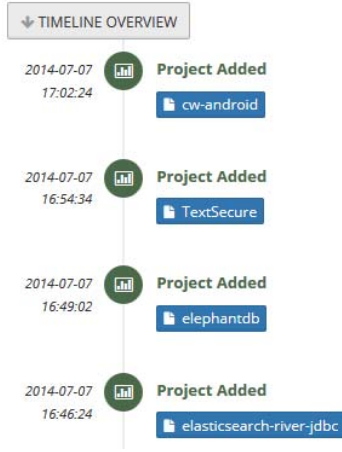 TIMELINE OVERVIEW
2014-07-07
17:02:24
Project Added
cw-android
2014-07-07
16:54:34
Project Added
TextSecure
2014-07-07
16:49:02
Project Added
elephantdb
2014-07-07
16:46:24
Project Added
elasticsearch-river-jdbc